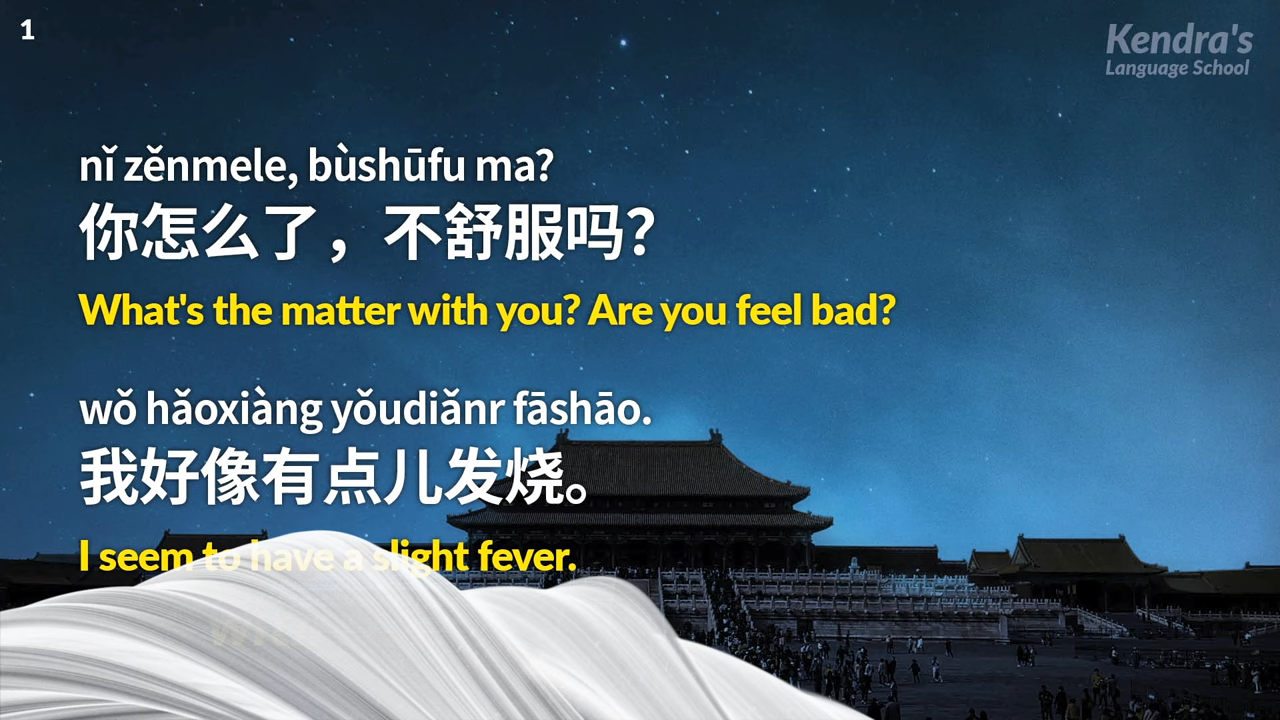 1
Kendra's
Language School
nǐ zěnmele, bùshūfu ma?
你怎么了，不舒服吗？
What's the matter with you? Are you feel bad?
wǒ hǎoxiàng yǒudiǎnr fāshāo.
我好像有点儿发烧。
I seem to have a slight fever.